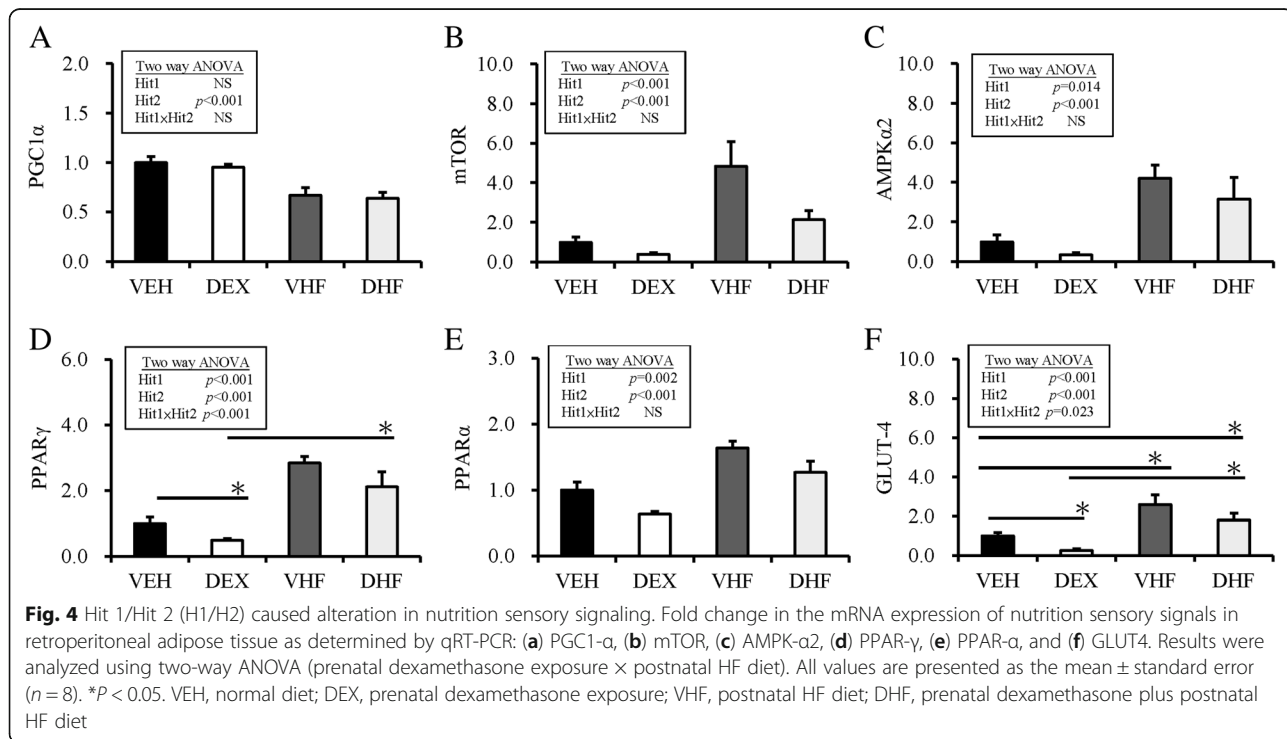 A
Two way ANOVA
Hit1 NS
Hit2 p<0.001
Hit1xHit2 NS
2.0
1.5
1.0
0.5
0.0
PGC1α
VEH DEX VHF DHF
B
Two way ANOVA
Hit1 p<0.001
Hit2 p<0.001
Hit1xHit2 NS
10.0
8.0
6.0
4.0
2.0
0.0
mTOR
VEH DEX VHF DHF
C
Two way ANOVA
Hit1 p=0.014
Hit2 p<0.001
Hit1xHit2 NS
10.0
8.0
6.0
4.0
2.0
0.0
AMPKα2
VEH DEX VHF DHF
D
Two way ANOVA
Hit1 p<0.001
Hit2 p<0.001
Hit1xHit2 p<0.001
6.0
4.0
2.0
0.0
PPARγ
*
*
VEH DEX VHF DHF
E
Two way ANOVA
Hit1 p=0.002
Hit2 p<0.001
Hit1xHit2 NS
3.0
2.0
1.0
0.0
PPARα
VEH DEX VHF DHF
F
Two way ANOVA
Hit1 p<0.001
Hit2 p<0.001
Hit1xHit2 p=0.023
10.0
8.0
6.0
4.0
2.0
0.0
GLUT-4
*
*
*
*
VEH DEX VHF DHF
Fig. 4 Hit 1/Hit 2 (H1/H2) caused alteration in nutrition sensory signaling. Fold change in the mRNA expression of nutrition sensory signals in
retroperitoneal adipose tissue as determined by qRT-PCR: (a) PGC1-α, (b) mTOR, (c) AMPK-α2, (d) PPAR-γ, (e) PPAR-α, and (f) GLUT4. Results were
analyzed using two-way ANOVA (prenatal dexamethasone exposure × postnatal HF diet). All values are presented as the mean ± standard error
(n = 8). *P < 0.05. VEH, normal diet; DEX, prenatal dexamethasone exposure; VHF, postnatal HF diet; DHF, prenatal dexamethasone plus postnatal
HF diet